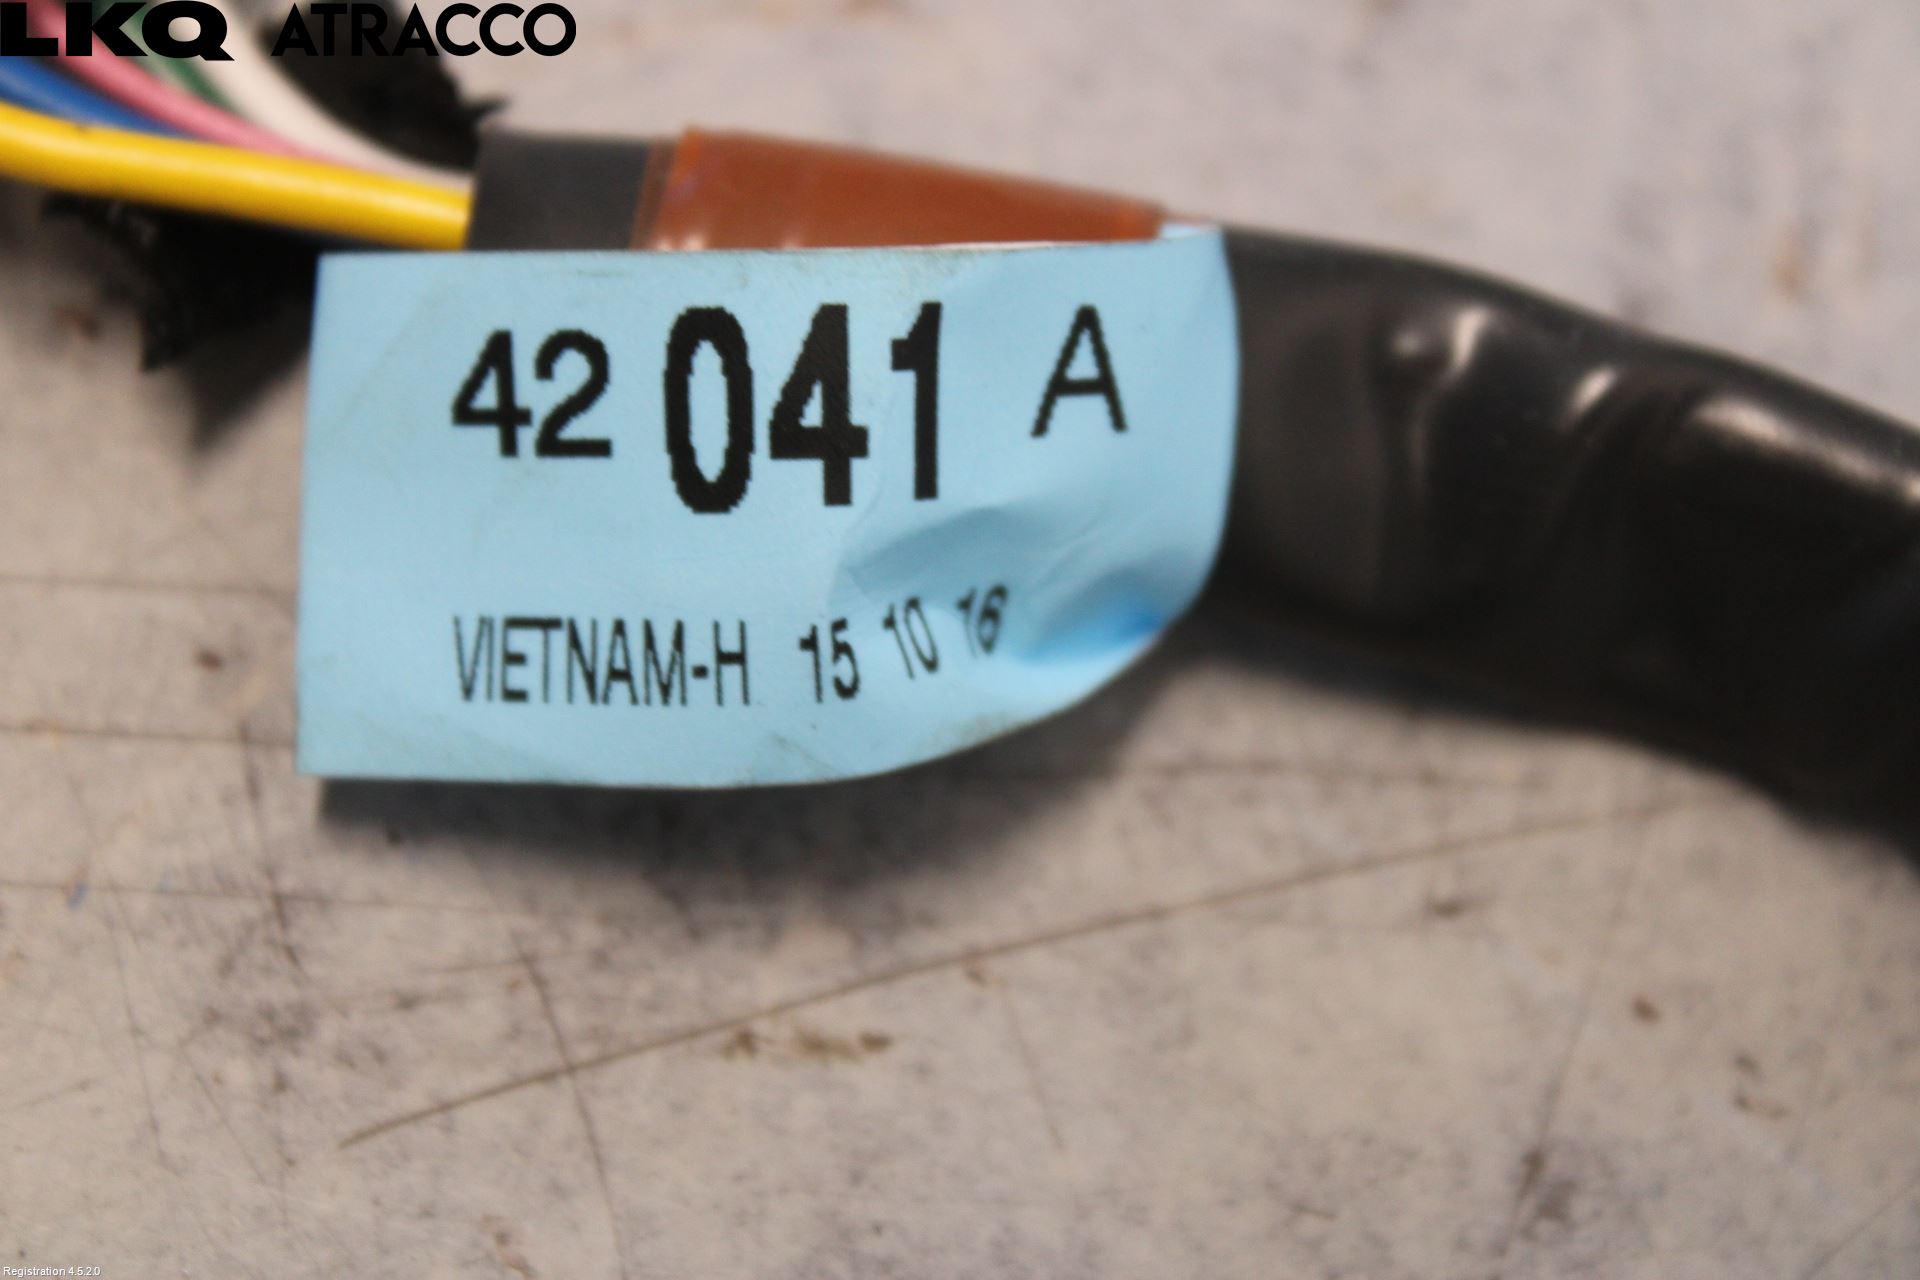 LKQ ATRACCO
42 041 A
VIETNAM-H 15 10 16
Registration 4.5.2.0